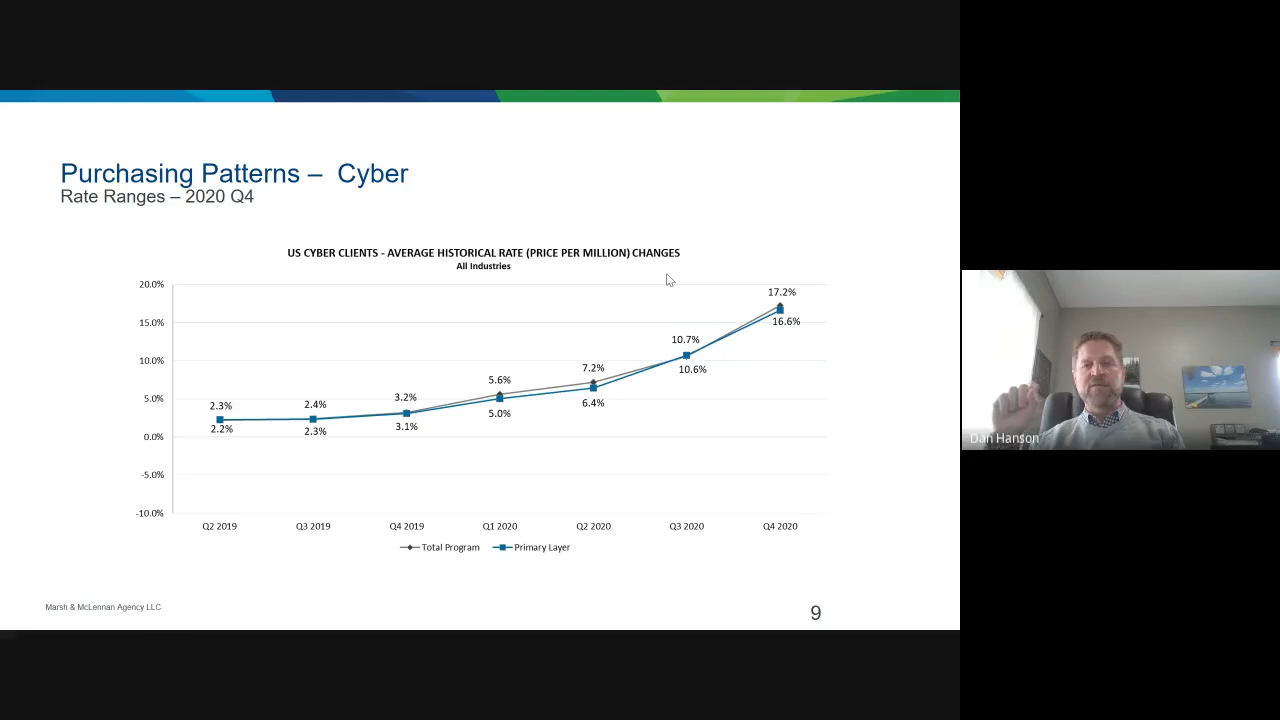 Purchasing Patterns – Cyber
Rate Ranges – 2020 Q4
US CYBER CLIENTS - AVERAGE HISTORICAL RATE (PRICE PER MILLION) CHANGES
All Industries
20.0%
15.0%
10.0%
5.0%
0.0%
-5.0%
-10.0%
2.3%
2.2%
2.4%
2.3%
3.2%
3.1%
5.6%
5.0%
7.2%
6.4%
10.7%
10.6%
17.2%
16.6%
Q2 2019
Q3 2019
Q4 2019
Q1 2020
Q2 2020
Q3 2020
Q4 2020
Total Program
Primary Layer
Marsh & McLennan Agency LLC
9
Dan Hanson